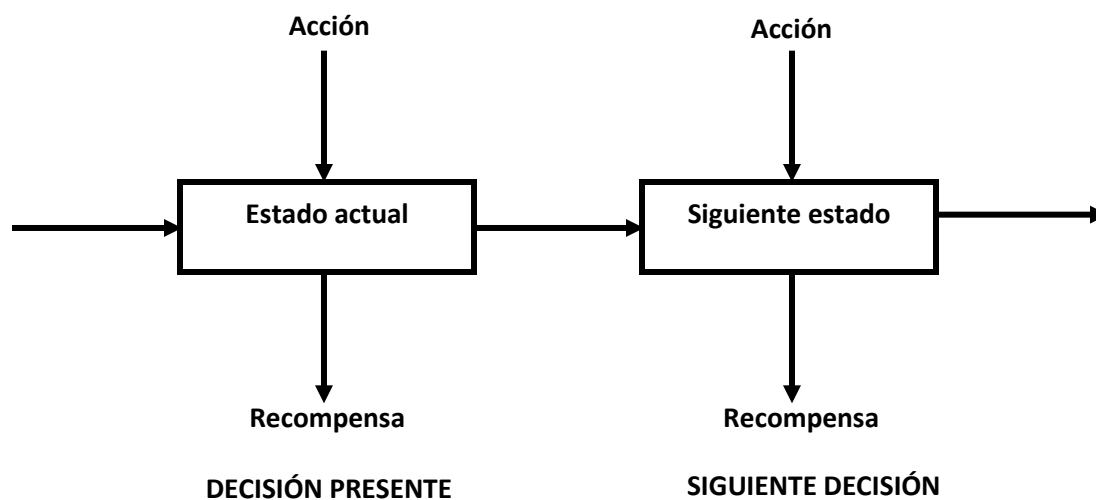 Acción
Acción
Estado actual
Siguiente estado
Recompensa
Recompensa
DECISIÓN PRESENTE
SIGUIENTE DECISIÓN